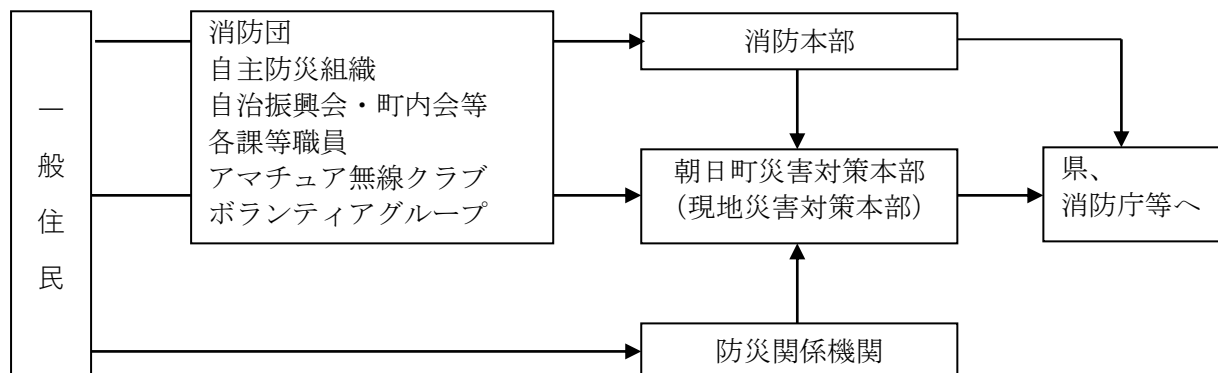 一般住民
消防団
自主防災組織
自治振興会・町内会等
各課等職員
アマチュア無線クラブ
ボランティアグループ
消防本部
朝日町災害対策本部
（現地災害対策本部）
防災関係機関
県、
消防庁等へ